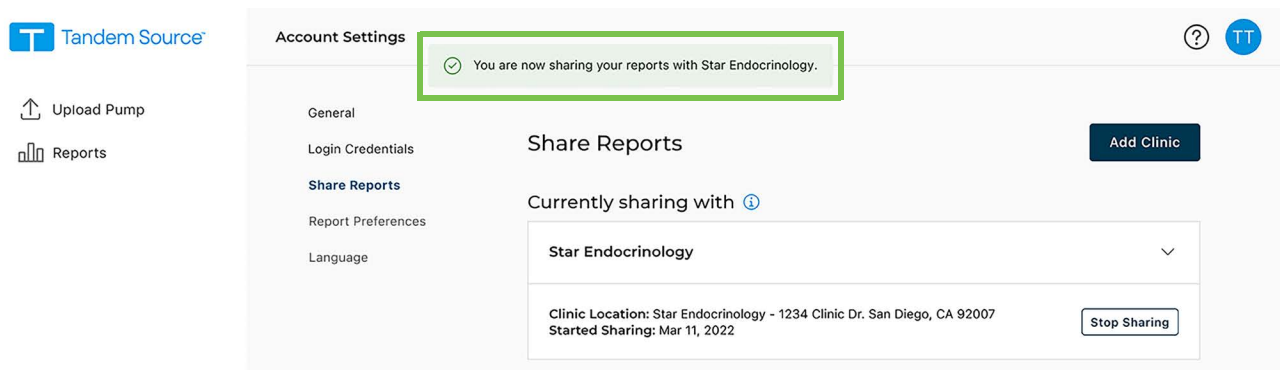 Tandem Source™
Account Settings
You are now sharing your reports with Star Endocrinology.
TT
Upload Pump
Reports
General
Login Credentials
Share Reports
Report Preferences
Language
Share Reports
Add Clinic
Currently sharing with
Star Endocrinology
Clinic Location: Star Endocrinology - 1234 Clinic Dr. San Diego, CA 92007
Started Sharing: Mar 11, 2022
Stop Sharing